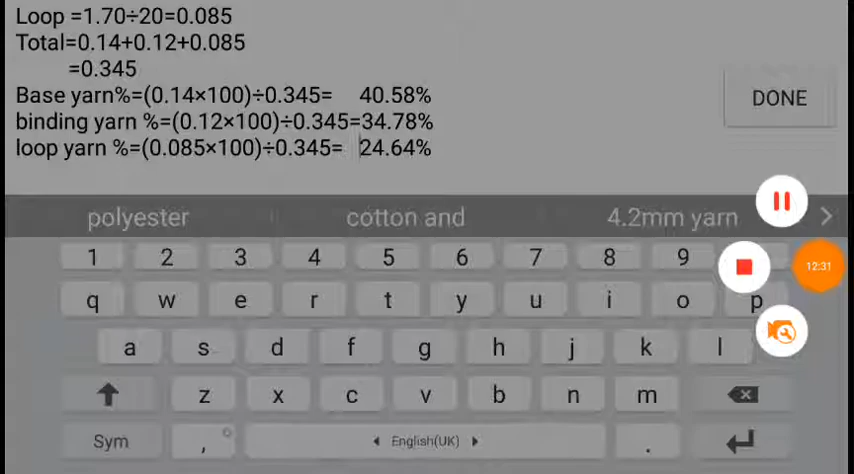 Loop =1.70÷20=0.085
Total=0.14+0.12+0.085
=0.345
Base yarn%=(0.14×100)÷0.345= 40.58%
binding yarn %=(0.12×100)÷0.345=34.78%
loop yarn %=(0.085×100)÷0.345= 24.64%
DONE
polyester cotton and 4.2mm yarn
1 2 3 4 5 6 7 8 9
12:31
q w e r t y u i o p
a s d f g h j k l
z x c v b n m
Sym , English(UK) .